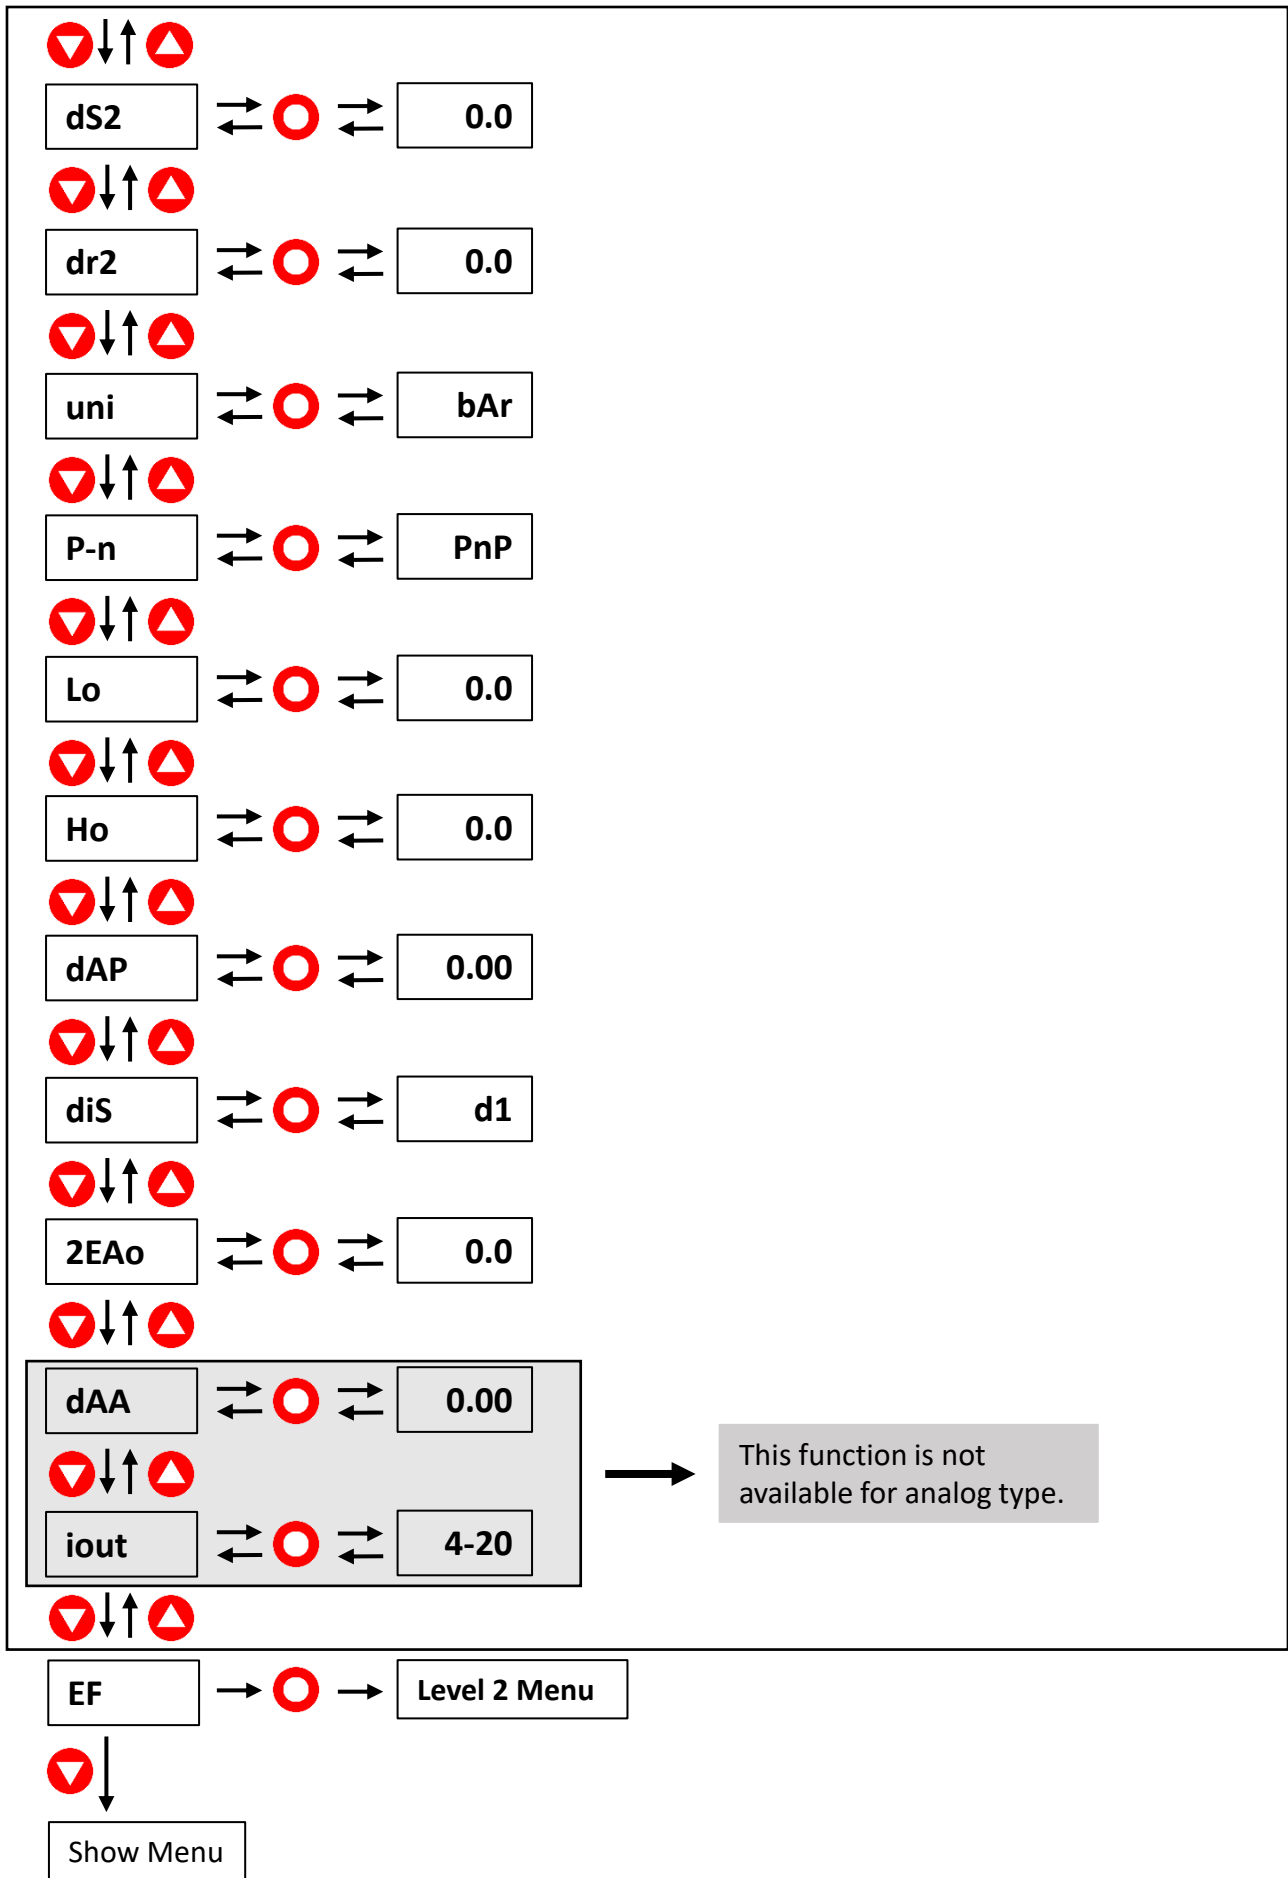 dS2 0.0
dr2 0.0
uni bAr
P-n PnP
Lo 0.0
Ho 0.0
dAP 0.00
diS d1
2EAo 0.0
dAA 0.00
This function is not
available for analog type.
iout 4-20
EF Level 2 Menu
Show Menu